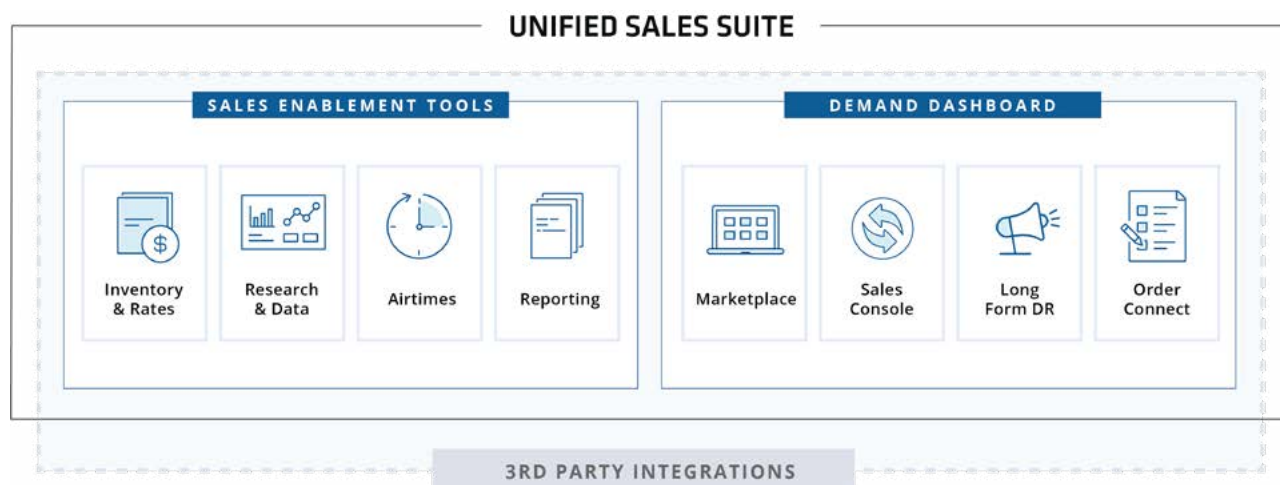 UNIFIED SALES SUITE
SALES ENABLEMENT TOOLS
Inventory
& Rates
Research
& Data
Airtimes
Reporting
DEMAND DASHBOARD
Marketplace
Sales
Console
Long
Form DR
Order
Connect
3RD PARTY INTEGRATIONS